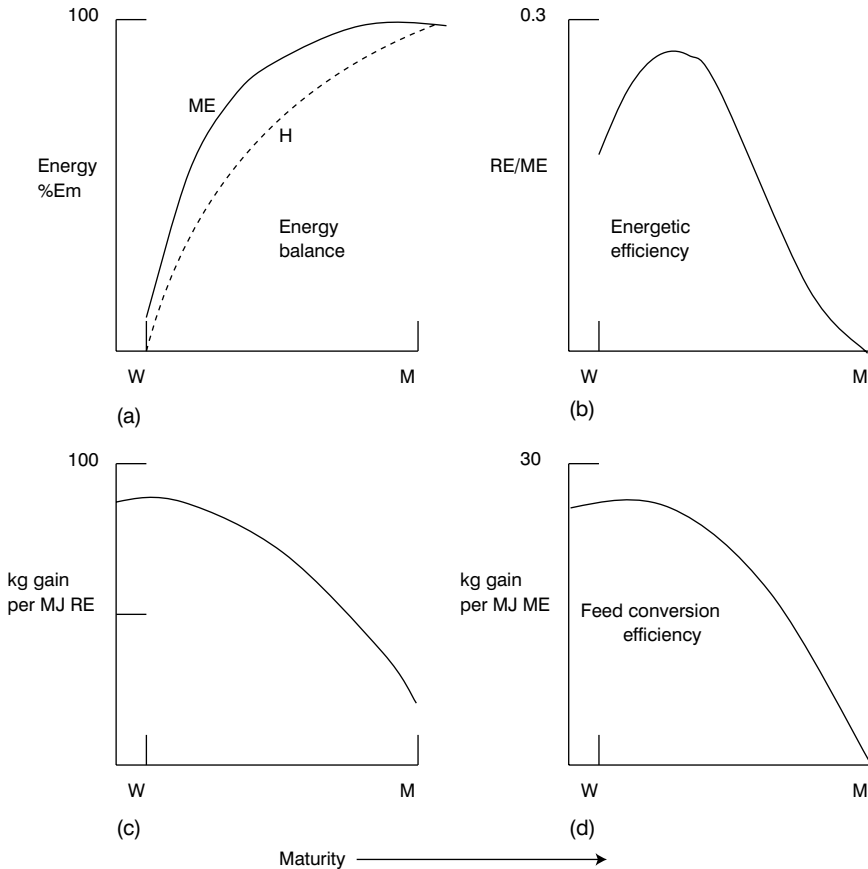 100
ME
H
Energy
%Em
Energy
balance
W
M
(a)
0.3
RE/ME
Energetic
efficiency
W
M
(b)
100
kg gain
per MJ RE
W
M
(c)
30
kg gain
per MJ ME
Feed conversion
efficiency
W
M
(d)
Maturity